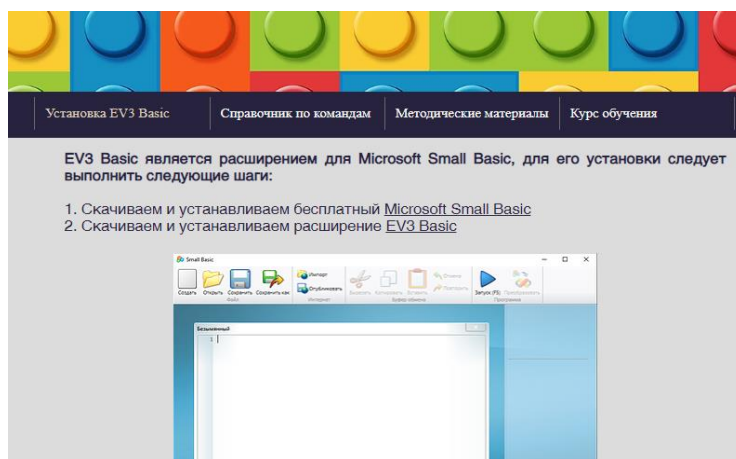 Установка EV3 Basic
Справочник по командам
Методические материалы
Курс обучения
EV3 Basic является расширением для Microsoft Small Basic, для его установки следует
выполнить следующие шаги:
1. Скачиваем и устанавливаем бесплатный Microsoft Small Basic
2. Скачиваем и устанавливаем расширение EV3 Basic
Small Basic
Импорт
Отмена
Опубликовать
Повторить
Создать Открыть Сохранить Сохранить как
Вырезать Копировать Вставить
Запуск (F5) Преобразовать
Файл
Интернет
Буфер обмена
Программа
Безымянный
1